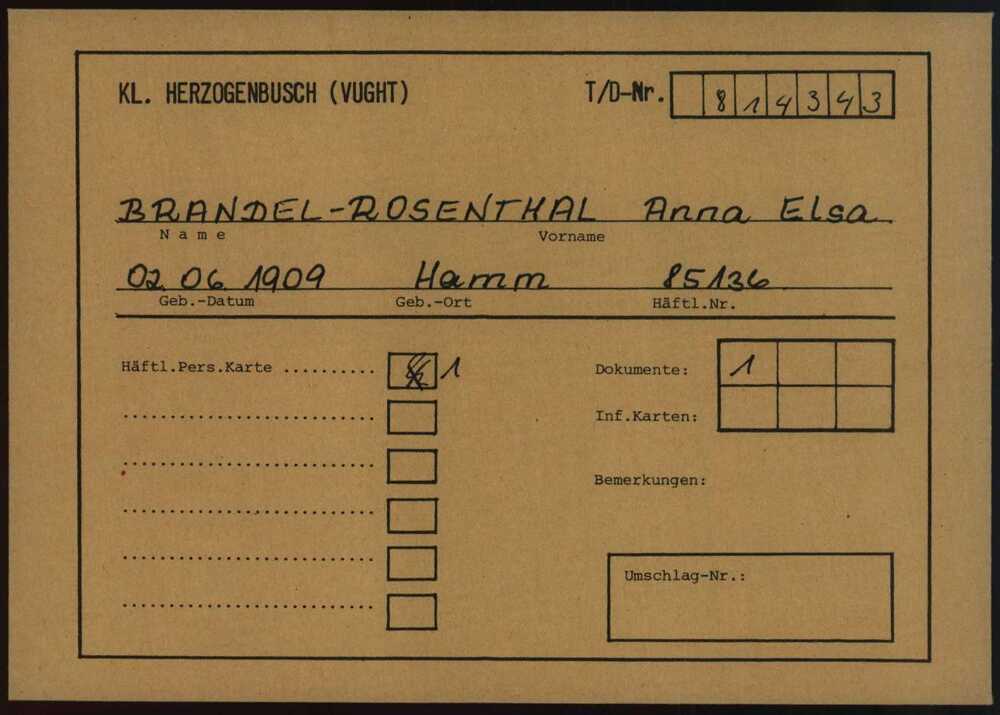 KL. HERZOGENBUSCH (VUGHT) T/D-Nr. 814343
BRANDEL-ROSENTHAL Anna Elsa
Name Vorname
02.06.1909 Hamm 85136
Geb.-Datum Geb.-Ort Häftl.Nr.
Häftl.Pers.Karte .......... 1
Dokumente: 1
Inf.Karten:
Bemerkungen:
Umschlag-Nr.: